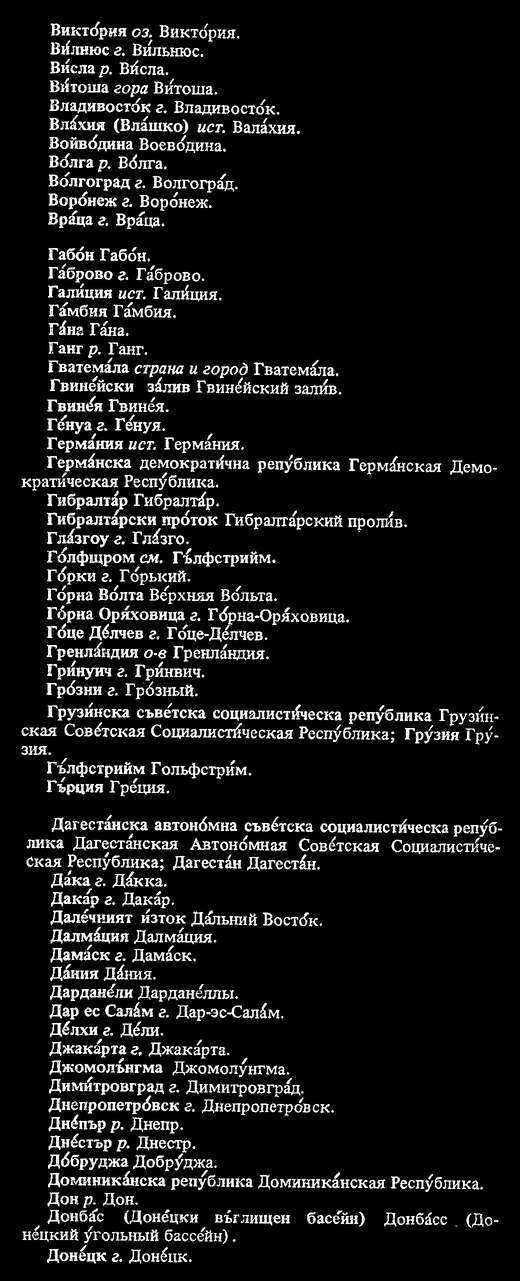 Викто́рия оз. Викто́рия.
Ви́лнюс г. Ви́льнюс.
Ви́сла р. Ви́сла.
Ви́тоша гора Ви́тоша.
Владивосто́к г. Владивосто́к.
Вла́хия (Вла́шко) ист. Вала́хия.
Войво́дина Воево́дина.
Во́лга р. Во́лга.
Во́лгоград г. Волгогра́д.
Воро́неж г. Воро́неж.
Вра́ца г. Вра́ца.
Габо́н Габо́н.
Га́брово г. Га́брово.
Гали́ция ист. Гали́ция.
Га́мбия Га́мбия.
Га́на Га́на.
Ганг р. Ганг.
Гватема́ла страна и город Гватема́ла.
Гвине́йски за́лив Гвине́йский зали́в.
Гвине́я Гвине́я.
Ге́нуа г. Ге́нуя.
Герма́ния ист. Герма́ния.
Герма́нска демократи́чна репу́блика Герма́нская Демо-
крати́ческая Респу́блика.
Гибралта́р Гибралта́р.
Гибралта́рски про́ток Гибралта́рский проли́в.
Гла́згоу г. Гла́зго.
Го́лфщром см. Гъ́лфстрийм.
Го́рки г. Го́рький.
Го́рна Во́лта Ве́рхняя Во́льта.
Го́рна Оря́ховица г. Го́рна-Оря́ховица.
Го́це Де́лчев г. Го́це-Де́лчев.
Гренла́ндия о-в Гренла́ндия.
Гри́нуич г. Гри́нвич.
Гро́зни г. Гро́зный.
Грузи́нска съве́тска социалисти́ческа репу́блика Грузи́н-
ская Сове́тская Социалисти́ческая Респу́блика; Гру́зия Гру́-
зия.
Гъ́лфстрийм Гольфстри́м.
Гъ́рция Гре́ция.
Дагеста́нска автоно́мна съве́тска социалисти́ческа репу́б-
лика Дагеста́нская Автоно́мная Сове́тская Социалисти́че-
ская Респу́блика; Дагеста́н Дагеста́н.
Да́ка г. Да́кка.
Дака́р г. Дака́р.
Дале́чният и́зток Да́льний Восто́к.
Далма́ция Далма́ция.
Дама́ск г. Дама́ск.
Да́ния Да́ния.
Дардане́ли Дардане́ллы.
Дар ес Сала́м г. Дар-эс-Сала́м.
Де́лхи г. Де́ли.
Джака́рта г. Джака́рта.
Джомолъ́нгма Джомолу́нгма.
Дими́тровград г. Димитровгра́д.
Днепропетро́вск г. Днепропетро́вск.
Дне́пър р. Днепр.
Дне́стър р. Днестр.
До́бруджа Добру́джа.
Доминика́нска репу́блика Доминика́нская Респу́блика.
Дон р. Дон.
Донба́с (Доне́цки въ́глищен басе́йн) Донба́сс (До-
не́цкий у́гольный бассе́йн).
Доне́цк г. Доне́цк.